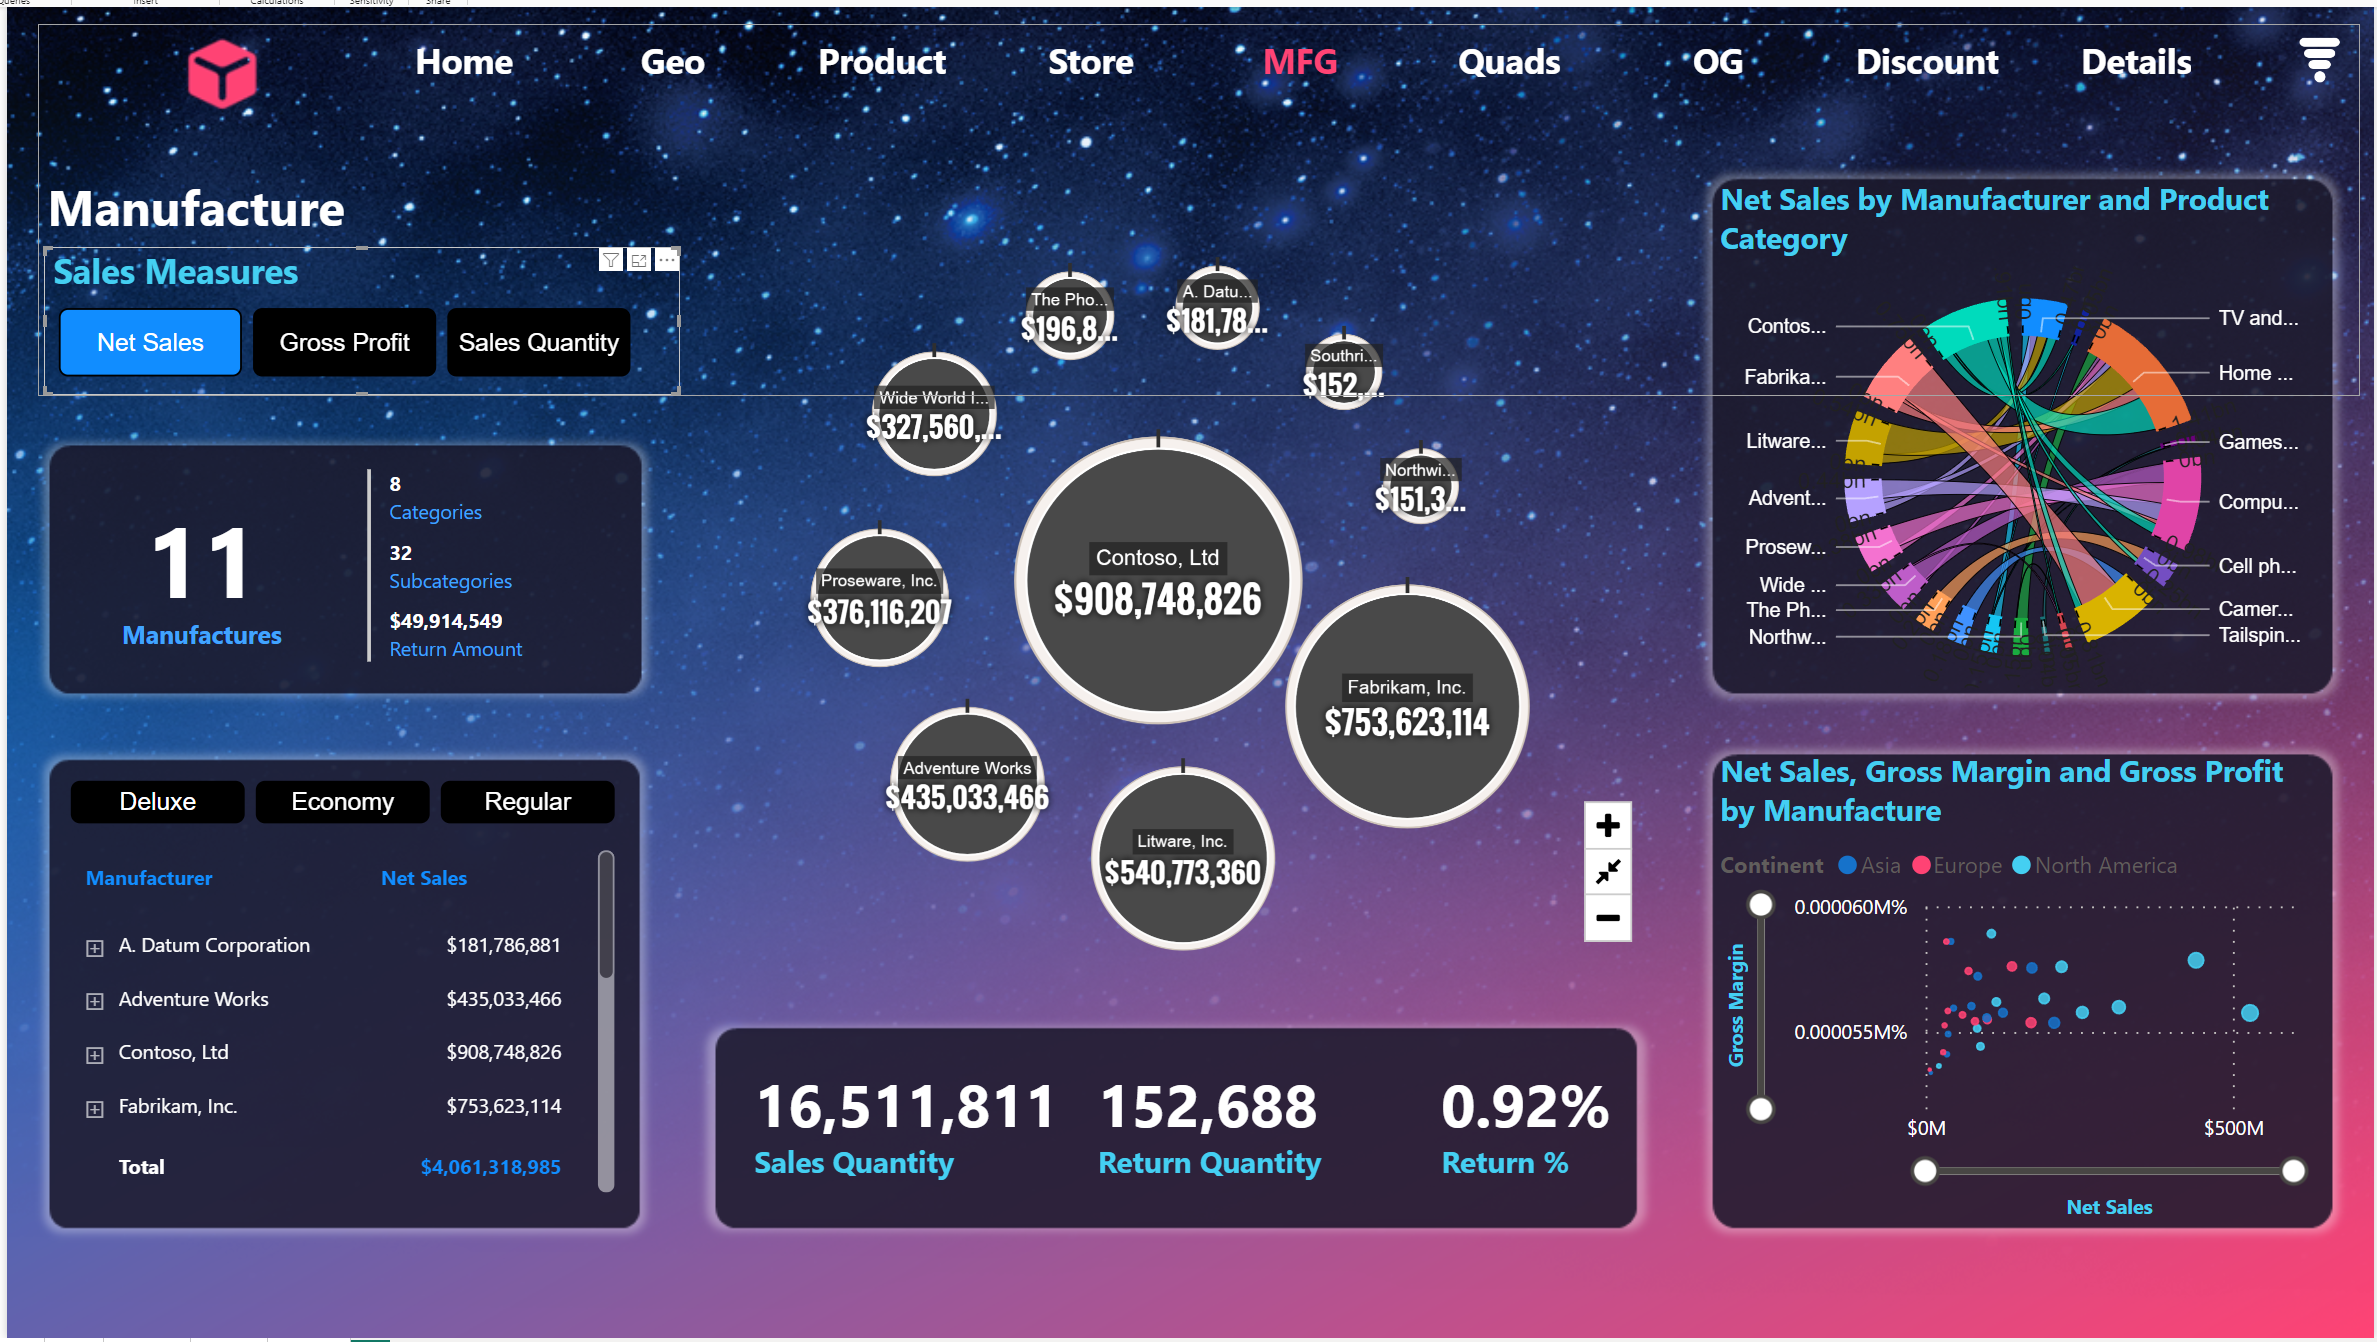 Insert
Calculations
Sensitivity
Share
Home
Geo
Product
Store
MFG
Quads
OG
Discount
Details
Manufacture
Sales Measures
Net Sales
Gross Profit
Sales Quantity
11
Manufactures
8
Categories
32
Subcategories
$49,914,549
Return Amount
Deluxe
Economy
Regular
Manufacturer Net Sales
A. Datum Corporation $181,786,881
Adventure Works $435,033,466
Contoso, Ltd $908,748,826
Fabrikam, Inc. $753,623,114
Total $4,061,318,985
The Pho...
$196,8...
A. Datu...
$181,78...
Southri...
$152,...
Wide World I...
$327,560,...
Northwi...
$151,3...
Contoso, Ltd
$908,748,826
Proseware, Inc.
$376,116,207
Fabrikam, Inc.
$753,623,114
Adventure Works
$435,033,466
Litware, Inc.
$540,773,360
16,511,811
Sales Quantity
152,688
Return Quantity
0.92%
Return %
Net Sales by Manufacturer and Product
Category
Contos...
Fabrika...
Litware...
Advent...
Prosew...
Wide ...
The Ph...
Northw...
TV and...
Home ...
Games...
Compu...
Cell ph...
Camer...
Tailspin...
Net Sales, Gross Margin and Gross Profit
by Manufacture
Continent Asia Europe North America
0.000060M%
0.000055M%
Gross Margin
$0M
$500M
Net Sales